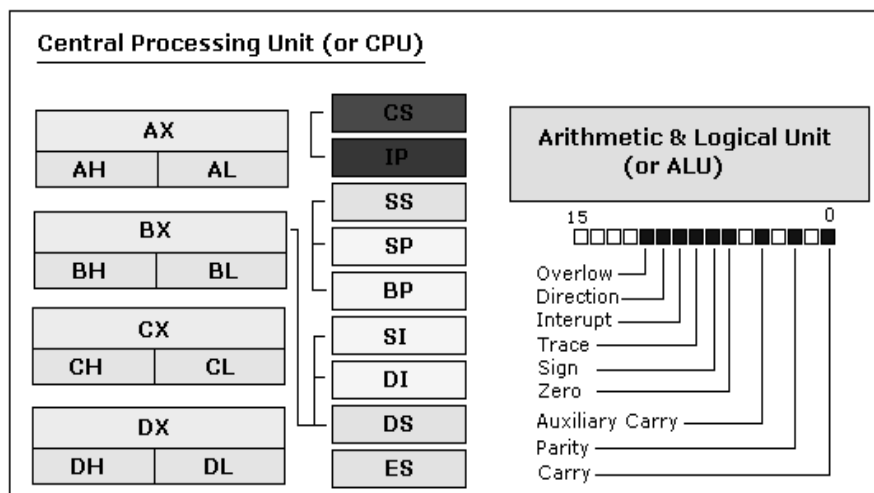 Central Processing Unit (or CPU)
AX
AH AL
BX
BH BL
CX
CH CL
DX
DH DL
CS
IP
SS
SP
BP
SI
DI
DS
ES
Arithmetic & Logical Unit
(or ALU)
15 0
Overlow
Direction
Interupt
Trace
Sign
Zero
Auxiliary Carry
Parity
Carry